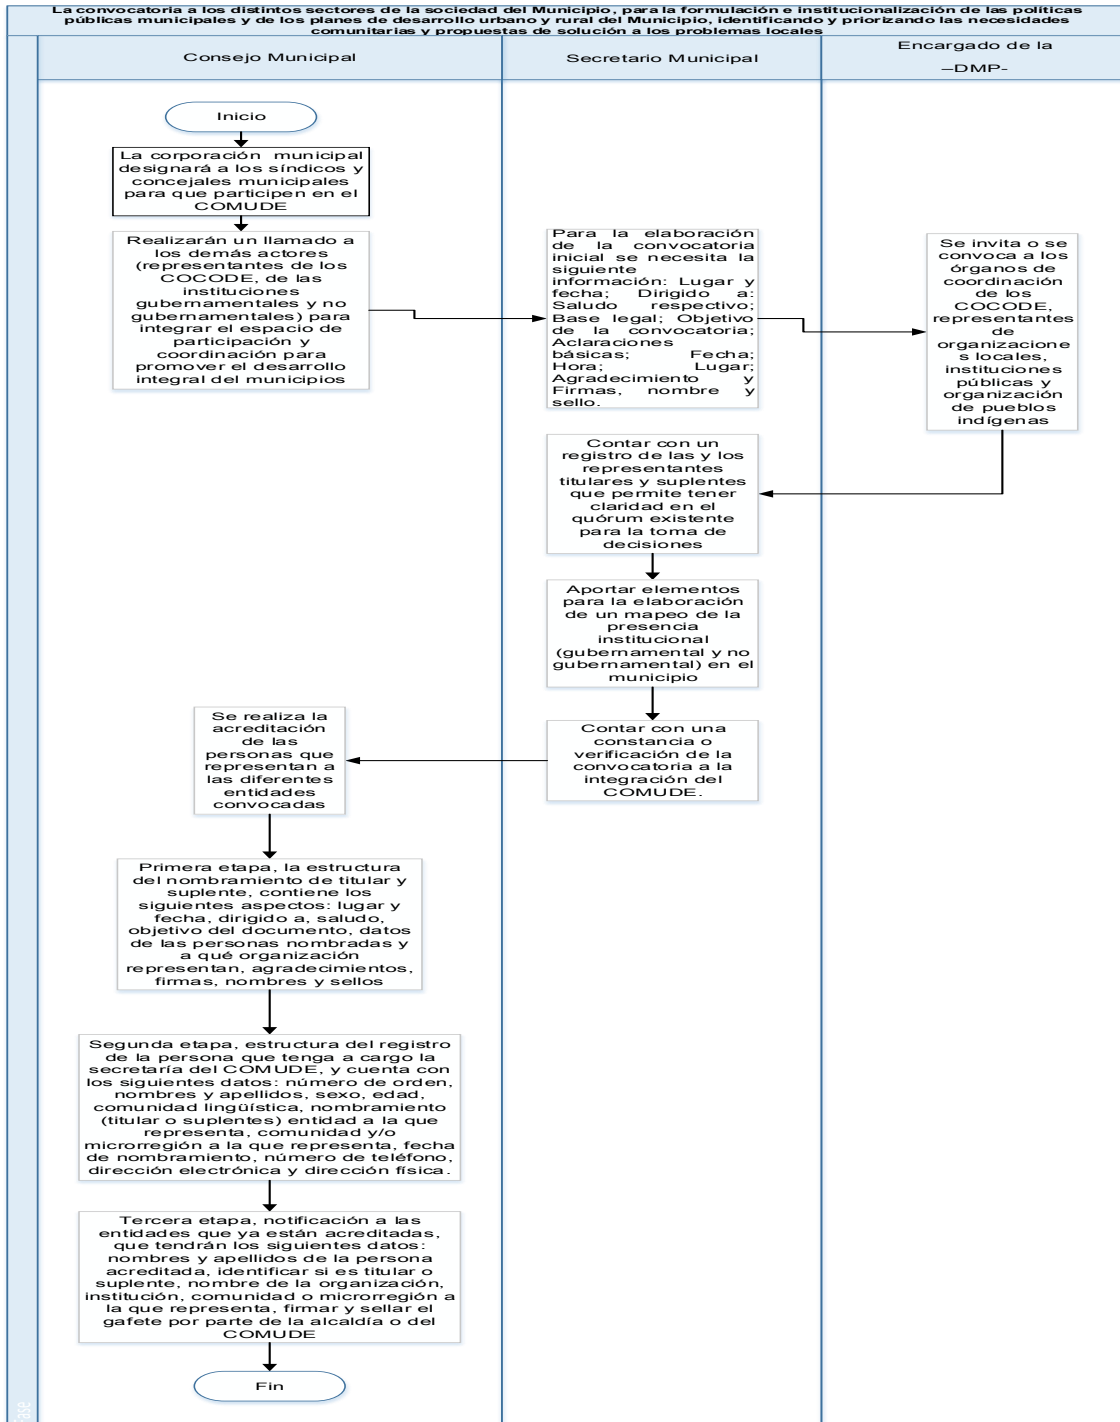 La convocatoria a los distintos sectores de la sociedad del Municipio, para la formulación e institucionalización de las políticas
públicas municipales y de los planes de desarrollo urbano y rural del Municipio, identificando y priorizando las necesidades
comunitarias y propuestas de solución a los problemas locales
Consejo Municipal
Secretario Municipal
Encargado de la
–DMP-
Inicio
La corporación municipal
designará a los síndicos y
concejales municipales
para que participen en el
COMUDE
Realizarán un llamado a
los demás actores
(representantes de los
COCODE, de las
instituciones
gubernamentales y no
gubernamentales) para
integrar el espacio de
participación y
coordinación para
promover el desarrollo
integral del municipios
Para la elaboración
de la convocatoria
inicial se necesita la
siguiente
información: Lugar y
fecha; Dirigido a:
Saludo respectivo;
Base legal; Objetivo
de la convocatoria;
Aclaraciones
básicas; Fecha;
Hora; Lugar;
Agradecimiento y
Firmas, nombre y
sello.
Se invita o se
convoca a los
órganos de
coordinación
de los
COCODE,
representantes
de
organizacione
s locales,
instituciones
públicas y
organización
de pueblos
indígenas
Contar con un
registro de las y los
representantes
titulares y suplentes
que permite tener
claridad en el
quórum existente
para la toma de
decisiones
Aportar elementos
para la elaboración
de un mapeo de la
presencia
institucional
(gubernamental y no
gubernamental) en el
municipio
Contar con una
constancia o
verificación de la
convocatoria a la
integración del
COMUDE.
Se realiza la
acreditación
de las
personas que
representan a
las diferentes
entidades
convocadas
Primera etapa, la estructura
del nombramiento de titular y
suplente, contiene los
siguientes aspectos: lugar y
fecha, dirigido a, saludo,
objetivo del documento, datos
de las personas nombradas y
a qué organización
representan, agradecimientos,
firmas, nombres y sellos
Segunda etapa, estructura del registro
de la persona que tenga a cargo la
secretaría del COMUDE, y cuenta con
los siguientes datos: número de orden,
nombres y apellidos, sexo, edad,
comunidad lingüística, nombramiento
(titular o suplentes) entidad a la que
representa, comunidad y/o
microrregión a la que representa, fecha
de nombramiento, número de teléfono,
dirección electrónica y dirección física.
Tercera etapa, notificación a las
entidades que ya están acreditadas,
que tendrán los siguientes datos:
nombres y apellidos de la persona
acreditada, identificar si es titular o
suplente, nombre de la organización,
institución, comunidad o microrregión a
la que representa, firmar y sellar el
gafete por parte de la alcaldía o del
COMUDE
Fin